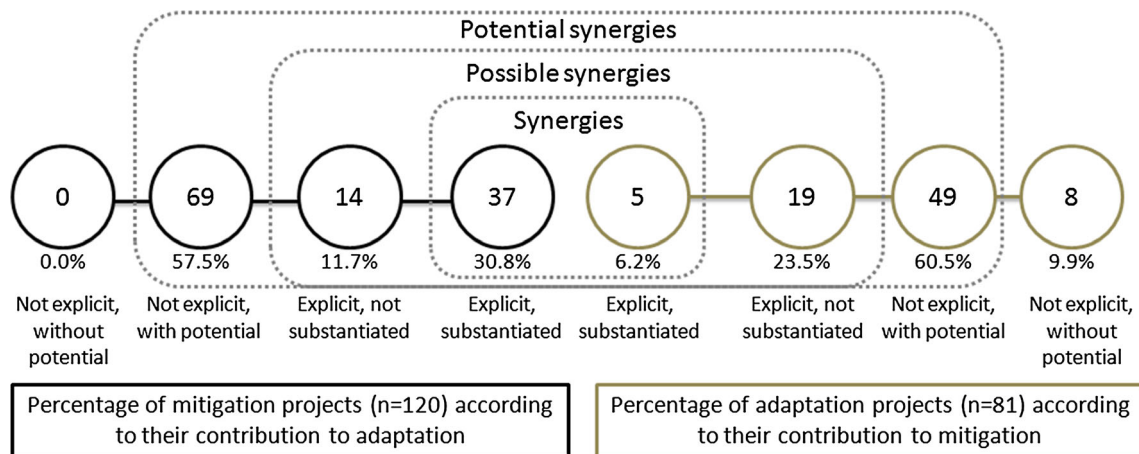 Potential synergies
Possible synergies
Synergies
0 69 14 37 5 19 49 8
0.0% 57.5% 11.7% 30.8% 6.2% 23.5% 60.5% 9.9%
Not explicit,
without
potential
Not explicit,
with potential
Explicit, not
substantiated
Explicit,
substantiated
Explicit,
substantiated
Explicit, not
substantiated
Not explicit,
with potential
Not explicit,
without
potential
Percentage of mitigation projects (n=120) according
to their contribution to adaptation
Percentage of adaptation projects (n=81) according
to their contribution to mitigation